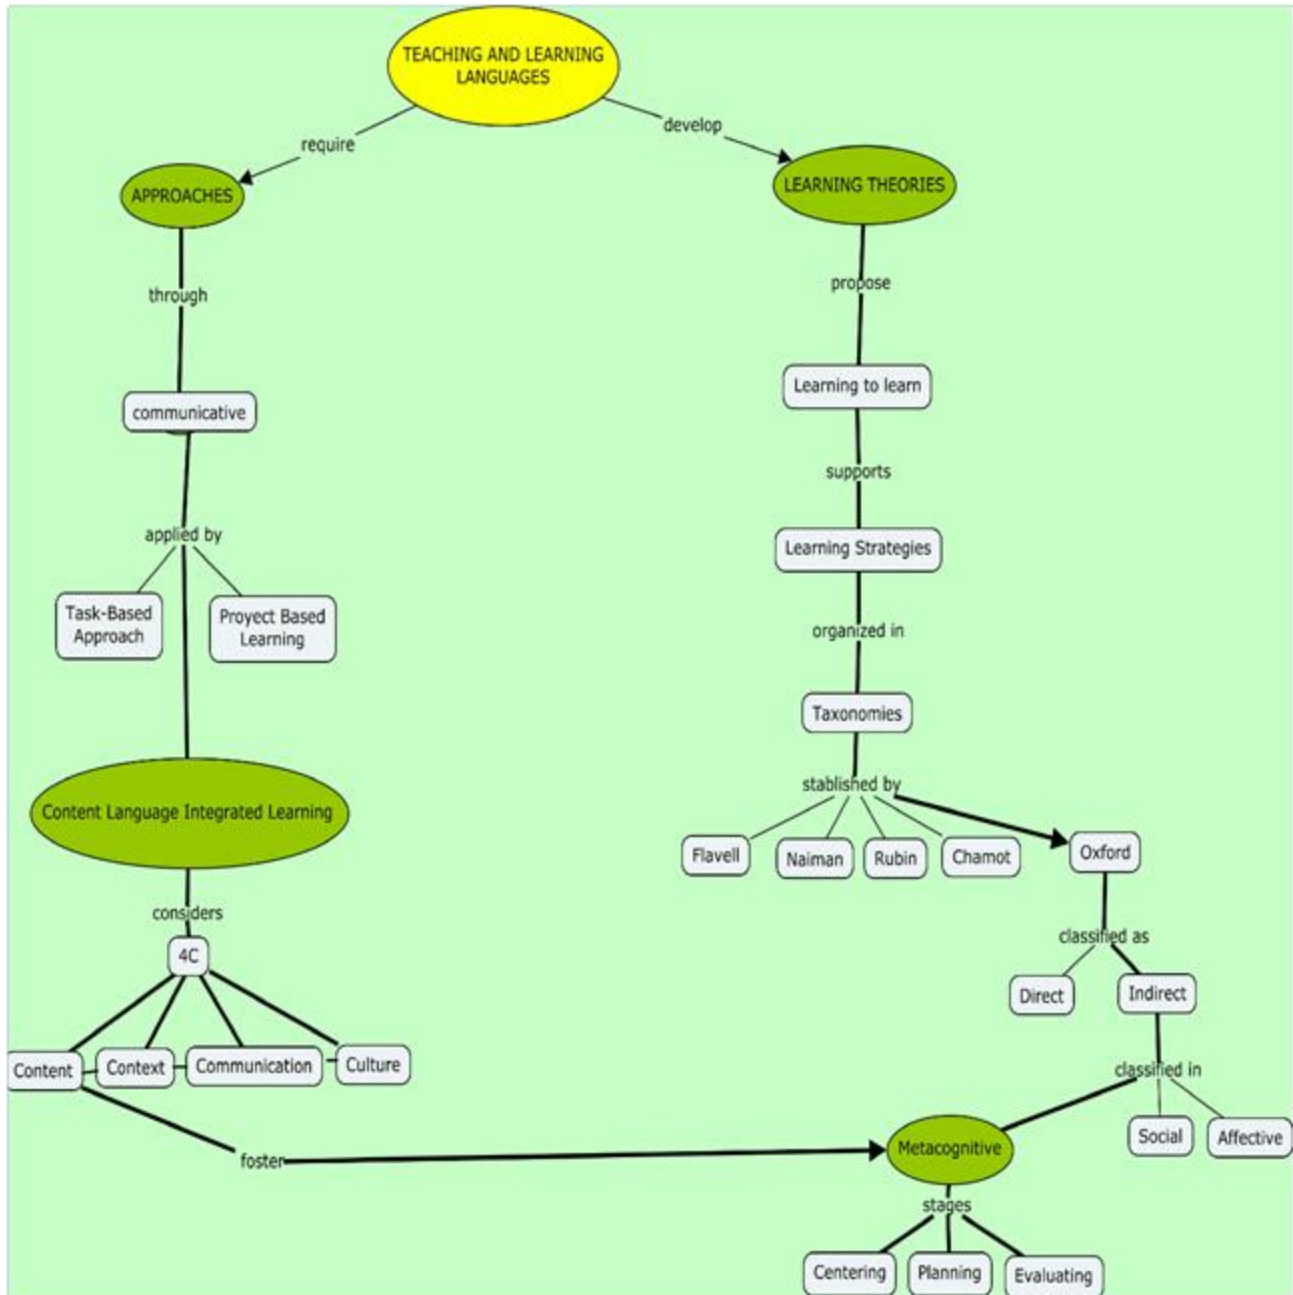 TEACHING AND LEARNING
LANGUAGES
require
develop
APPROACHES
LEARNING THEORIES
through
propose
communicative
Learning to learn
supports
applied by
Learning Strategies
Task-Based
Approach
Proyect Based
Learning
organized in
Taxonomies
stablished by
Content Language Integrated Learning
Flavell
Naiman
Rubin
Chamot
Oxford
considers
classified as
4C
Direct
Indirect
Content
Context
Communication
Culture
classified in
Social
Affective
foster
Metacognitive
stages
Centering
Planning
Evaluating